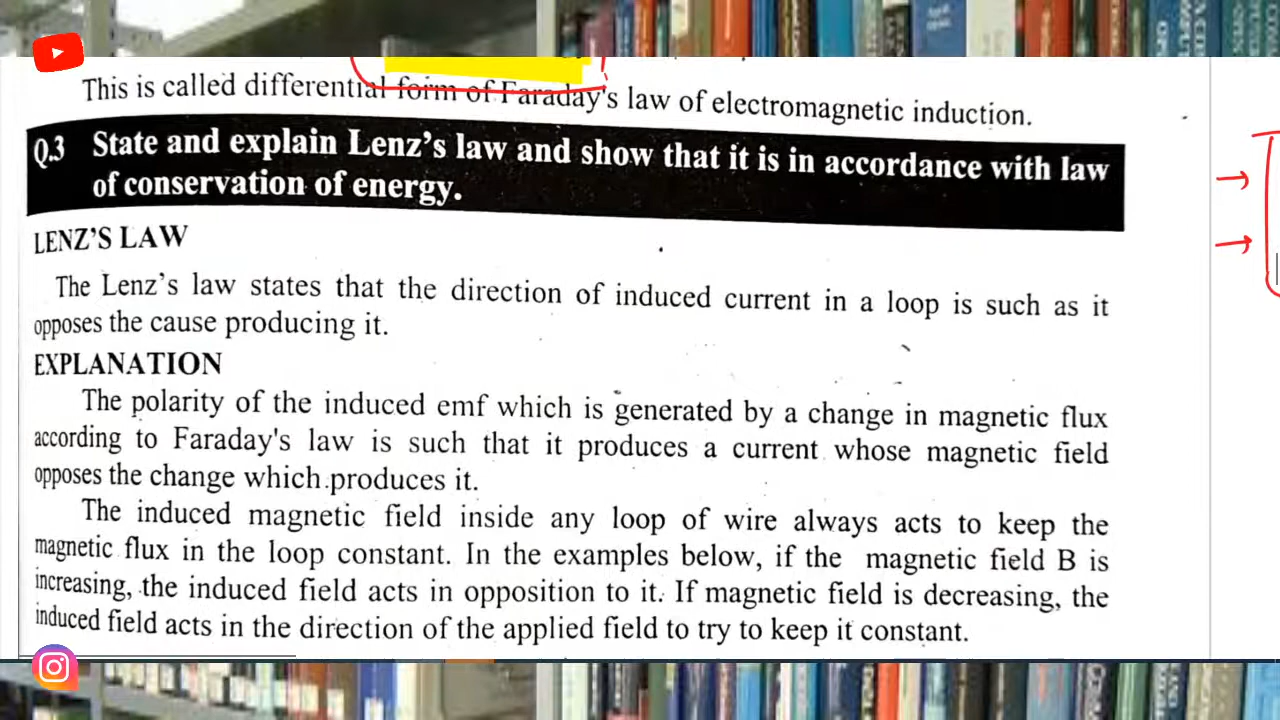 This is called differential form of Faraday's law of electromagnetic induction.
Q.3 State and explain Lenz's law and show that it is in accordance with law
of conservation of energy.
LENZ'S LAW
The Lenz's law states that the direction of induced current in a loop is such as it
opposes the cause producing it.
EXPLANATION
The polarity of the induced emf which is generated by a change in magnetic flux
according to Faraday's law is such that it produces a current whose magnetic field
opposes the change which produces it.
The induced magnetic field inside any loop of wire always acts to keep the
magnetic flux in the loop constant. In the examples below, if the magnetic field B is
increasing, the induced field acts in opposition to it. If magnetic field is decreasing, the
induced field acts in the direction of the applied field to try to keep it constant.